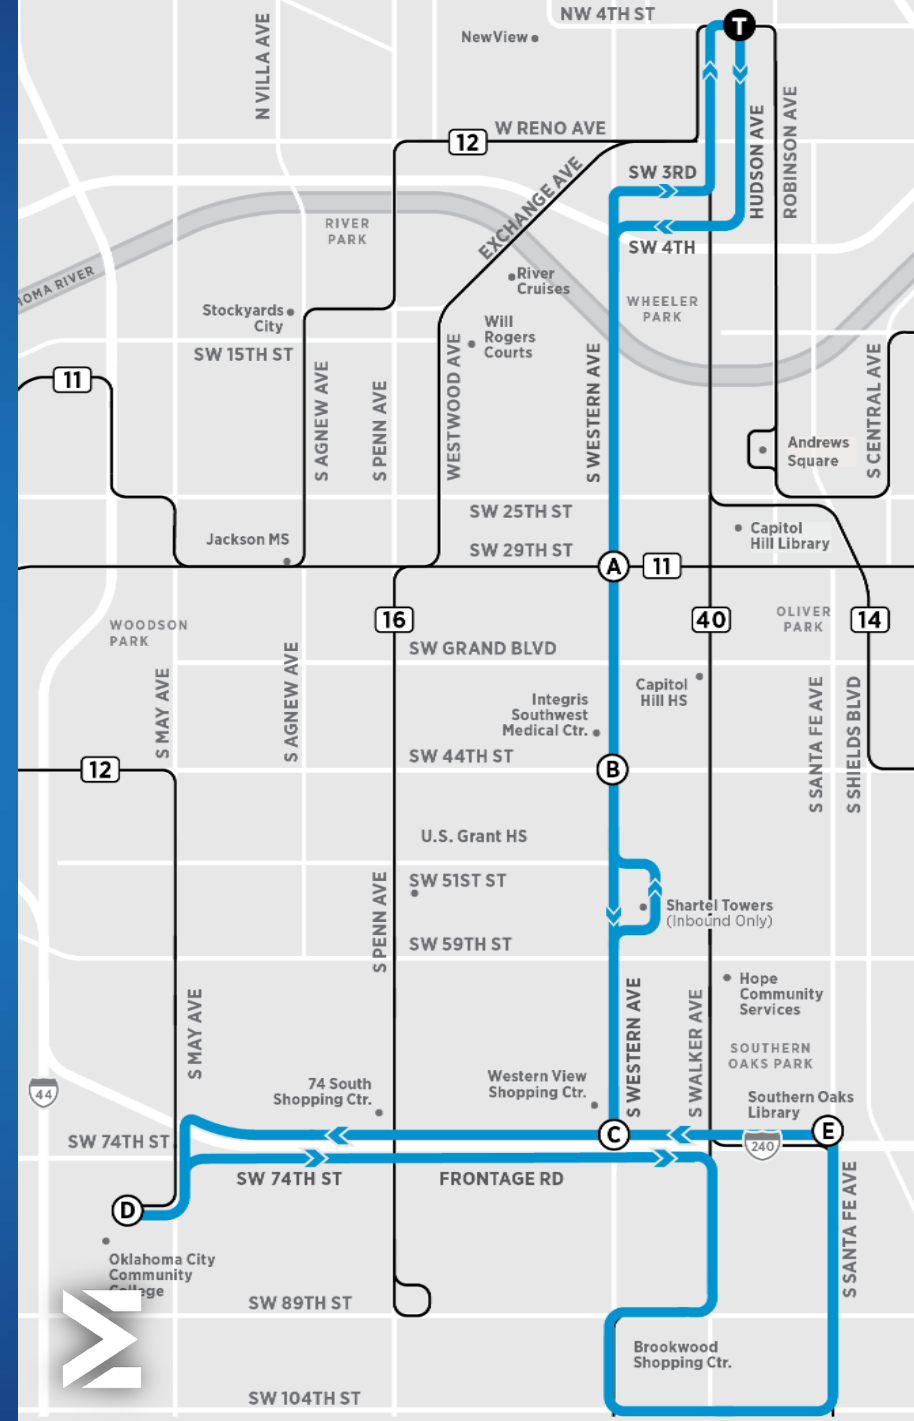 NW 4TH ST
T
NewView
N VILLA AVE
12
W RENO AVE
HUDSON AVE
ROBINSON AVE
SW 3RD
EXCHANGE AVE
SW 4TH
RIVER
PARK
OMA RIVER
River
Cruises
WHEELER
PARK
Stockyards
City
Will
Rogers
Courts
SW 15TH ST
11
S AGNEW AVE
S PENN AVE
WESTWOOD AVE
S WESTERN AVE
S CENTRAL AVE
Andrews
Square
SW 25TH ST
Capitol
Hill Library
Jackson MS
SW 29TH ST
A
11
WOODSON
PARK
16
40
OLIVER
PARK
14
SW GRAND BLVD
S MAY AVE
S AGNEW AVE
Capitol
Hill HS
Integris
Southwest
Medical Ctr.
S SANTA FE AVE
S SHIELDS BLVD
12
SW 44TH ST
B
U.S. Grant HS
SW 51ST ST
S PENN AVE
Shartel Towers
(Inbound Only)
SW 59TH ST
Hope
Community
Services
S MAY AVE
S WESTERN AVE
S WALKER AVE
SOUTHERN
OAKS PARK
44
74 South
Shopping Ctr.
Western View
Shopping Ctr.
Southern Oaks
Library
SW 74TH ST
C
240
E
SW 74TH ST
FRONTAGE RD
S SANTA FE AVE
D
Oklahoma City
Community
College
SW 89TH ST
Brookwood
Shopping Ctr.
SW 104TH ST